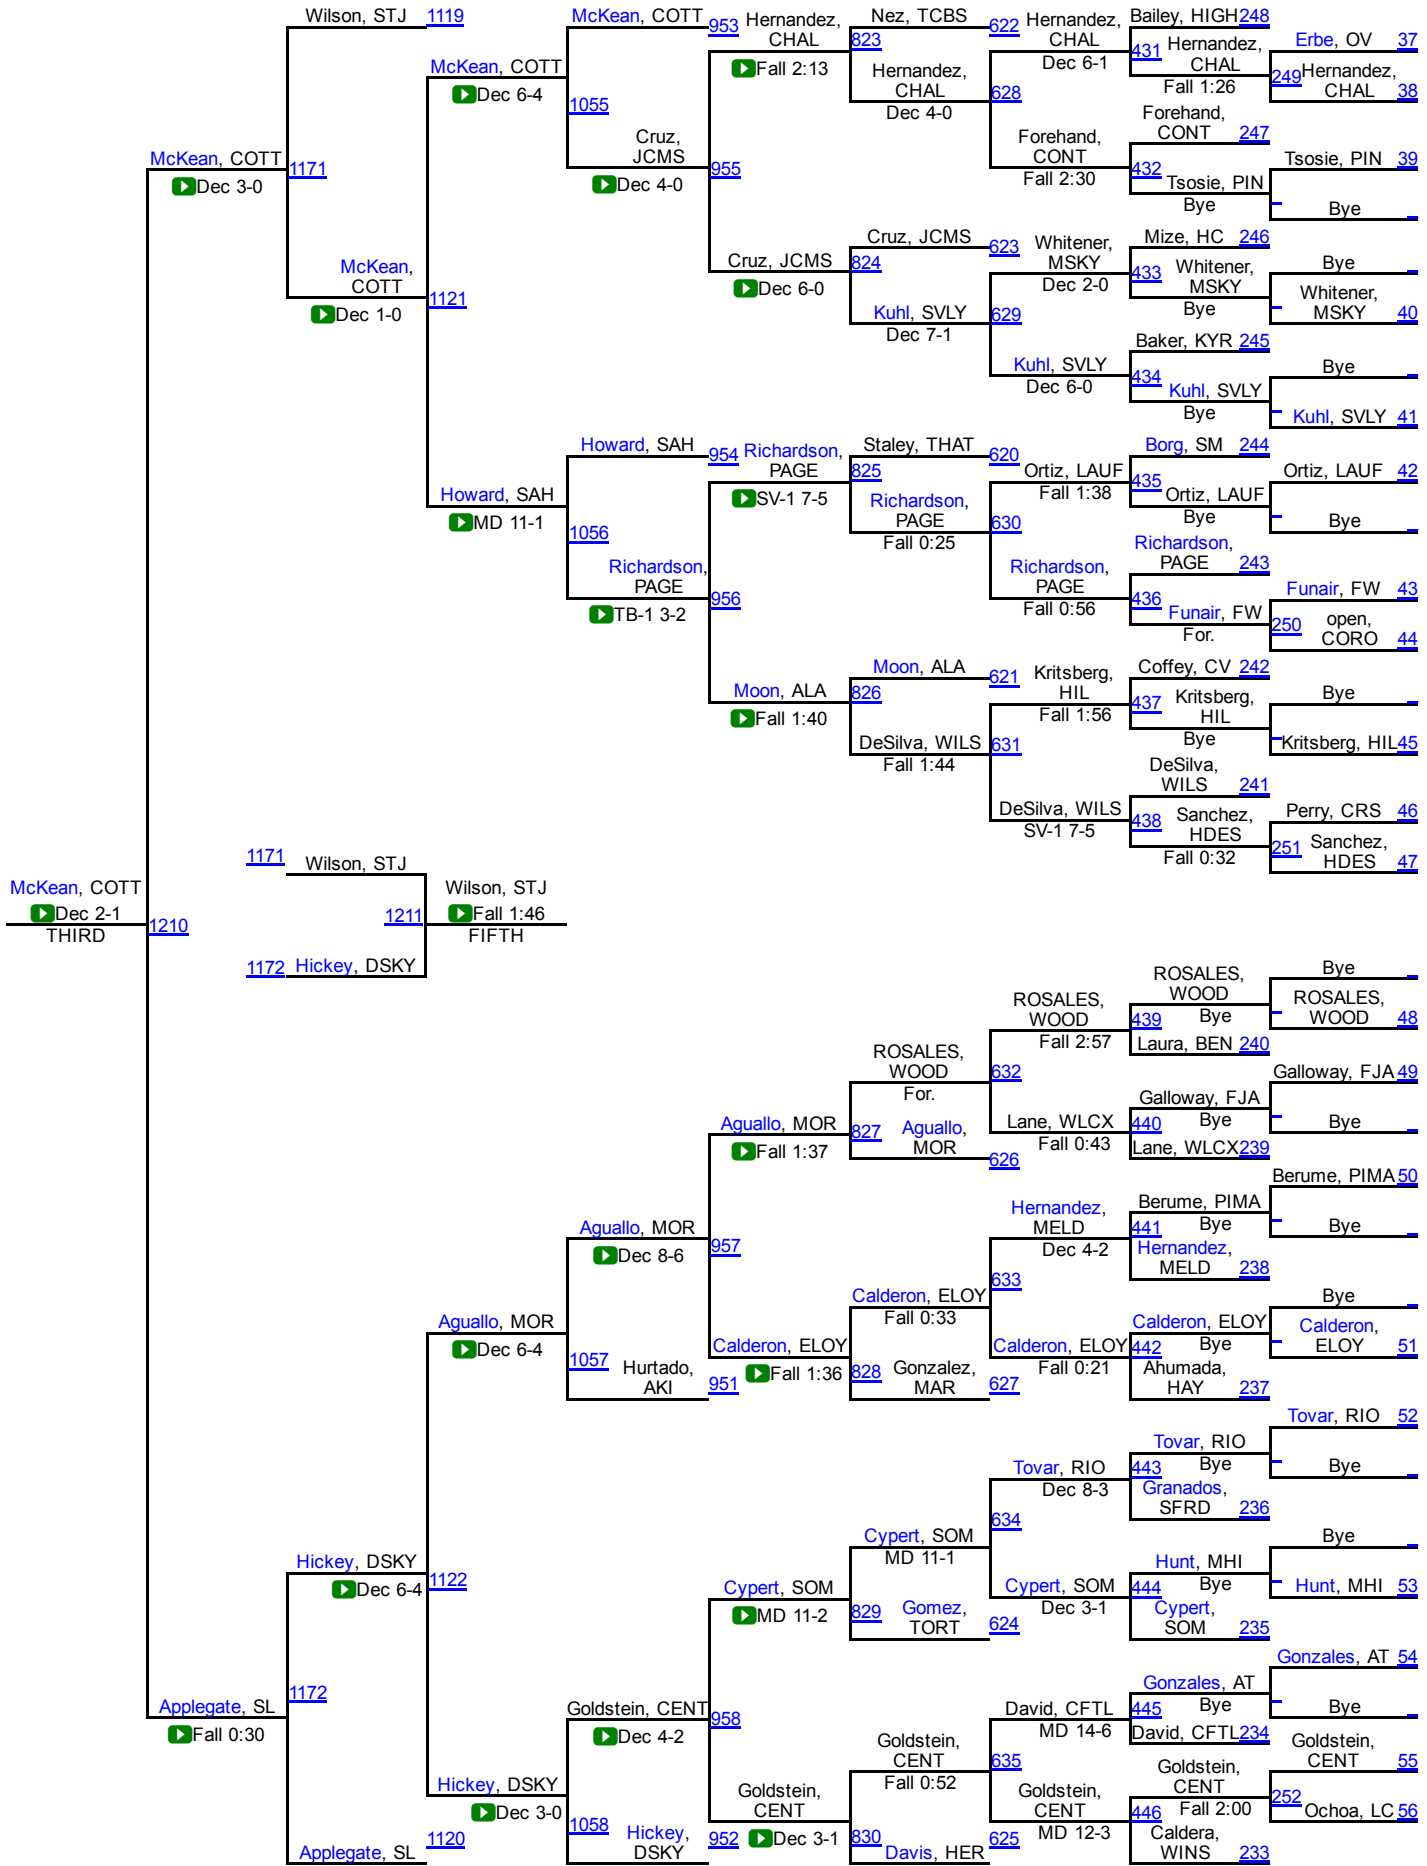 Wilson, STJ 1119
McKean, COTT
Dec 6-4
McKean, COTT 953
1055
Cruz,
JCMS
Dec 4-0
Hernandez,
CHAL
Fall 2:13
955
Cruz, JCMS
Dec 6-0
Nez, TCBS 622
823
Hernandez,
CHAL
Dec 4-0
Cruz, JCMS 623
824
Kuhl, SVLY
Dec 7-1
Hernandez,
CHAL
Dec 6-1
628
Forehand,
CONT
Fall 2:30
Whitener,
MSKY
Dec 2-0
629
Kuhl, SVLY
Dec 6-0
Bailey, HIGH 248
431
Hernandez,
CHAL
Fall 1:26
Forehand,
CONT 247
432
Tsosie, PIN
Bye
Mize, HC 246
433
Whitener,
MSKY
Bye
Baker, KYR 245
434
Kuhl, SVLY
Bye
Erbe, OV 37
249
Hernandez,
CHAL 38
Tsosie, PIN 39
Bye
Bye
Whitener,
MSKY 40
Bye
Kuhl, SVLY 41
McKean, COTT
Dec 3-0
1171
McKean,
COTT
Dec 1-0
1121
Howard, SAH
MD 11-1
Howard, SAH 954
1056
Richardson,
PAGE
TB-1 3-2
Richardson,
PAGE
SV-1 7-5
956
Moon, ALA
Fall 1:40
Staley, THAT 620
825
Richardson,
PAGE
Fall 0:25
Moon, ALA 621
826
DeSilva, WILS
Fall 1:44
Ortiz, LAUF
Fall 1:38
630
Richardson,
PAGE
Fall 0:56
Kritsberg,
HIL
Fall 1:56
631
DeSilva, WILS
SV-1 7-5
Borg, SM 244
435
Ortiz, LAUF
Bye
Richardson,
PAGE 243
436
Funair, FW
For.
Coffey, CV 242
437
Kritsberg,
HIL
Bye
DeSilva,
WILS 241
438
Sanchez,
HDES
Fall 0:32
Ortiz, LAUF 42
Bye
Funair, FW 43
250
open,
CORO 44
Bye
Kritsberg, HIL 45
Perry, CRS 46
251
Sanchez,
HDES 47
McKean, COTT
Dec 2-1
THIRD
1210
1171 Wilson, STJ
1211
1172 Hickey, DSKY
Wilson, STJ
Fall 1:46
FIFTH
ROSALES,
WOOD
For.
827
Aguallo,
MOR 626
ROSALES,
WOOD
Fall 2:57
632
Lane, WLCX
Fall 0:43
ROSALES,
WOOD
439
Bye
Laura, BEN 240
Galloway, FJA
440
Bye
Lane, WLCX 239
Bye
ROSALES,
WOOD 48
Galloway, FJA 49
Bye
Aguallo, MOR
Fall 1:37
957
Calderon, ELOY
Fall 1:36
Calderon, ELOY
Fall 0:33
828
Gonzalez,
MAR 627
Hernandez,
MELD
Dec 4-2
633
Calderon, ELOY
Fall 0:21
Berume, PIMA
441
Bye
Hernandez,
MELD 238
Calderon, ELOY
442
Bye
Ahumada,
HAY 237
Berume, PIMA 50
Bye
Bye
Calderon,
ELOY 51
Aguallo, MOR
Dec 8-6
Aguallo, MOR
Dec 6-4
1057
Hurtado,
AKI 951
Hickey, DSKY
Dec 6-4
1122
Hickey, DSKY
Dec 3-0
Applegate, SL
Fall 0:30
1172
Applegate, SL 1120
Goldstein, CENT
Dec 4-2
1058
Hickey,
DSKY 952
Cypert, SOM
MD 11-2
958
Goldstein,
CENT
Dec 3-1
Cypert, SOM
MD 11-1
829
Gomez,
TORT 624
Goldstein,
CENT
Fall 0:52
830
Davis, HER 625
Tovar, RIO
Dec 8-3
634
Cypert, SOM
Dec 3-1
David, CFTL
MD 14-6
635
Goldstein,
CENT
MD 12-3
Tovar, RIO
443
Bye
Granados,
SFRD 236
Hunt, MHI
444
Bye
Cypert,
SOM 235
Gonzales, AT
445
Bye
David, CFTL 234
Goldstein,
CENT
446
Fall 2:00
Caldera,
WINS 233
Tovar, RIO 52
Bye
Bye
Hunt, MHI 53
Gonzales, AT 54
Bye
Goldstein,
CENT 55
252
Ochoa, LC 56